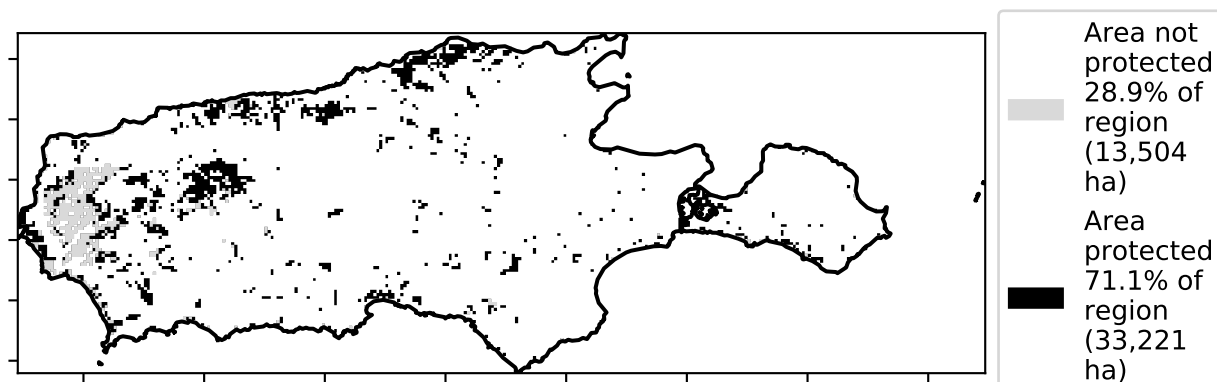 Area not
protected
28.9% of
region
(13,504
ha)
Area
protected
71.1% of
region
(33,221
ha)